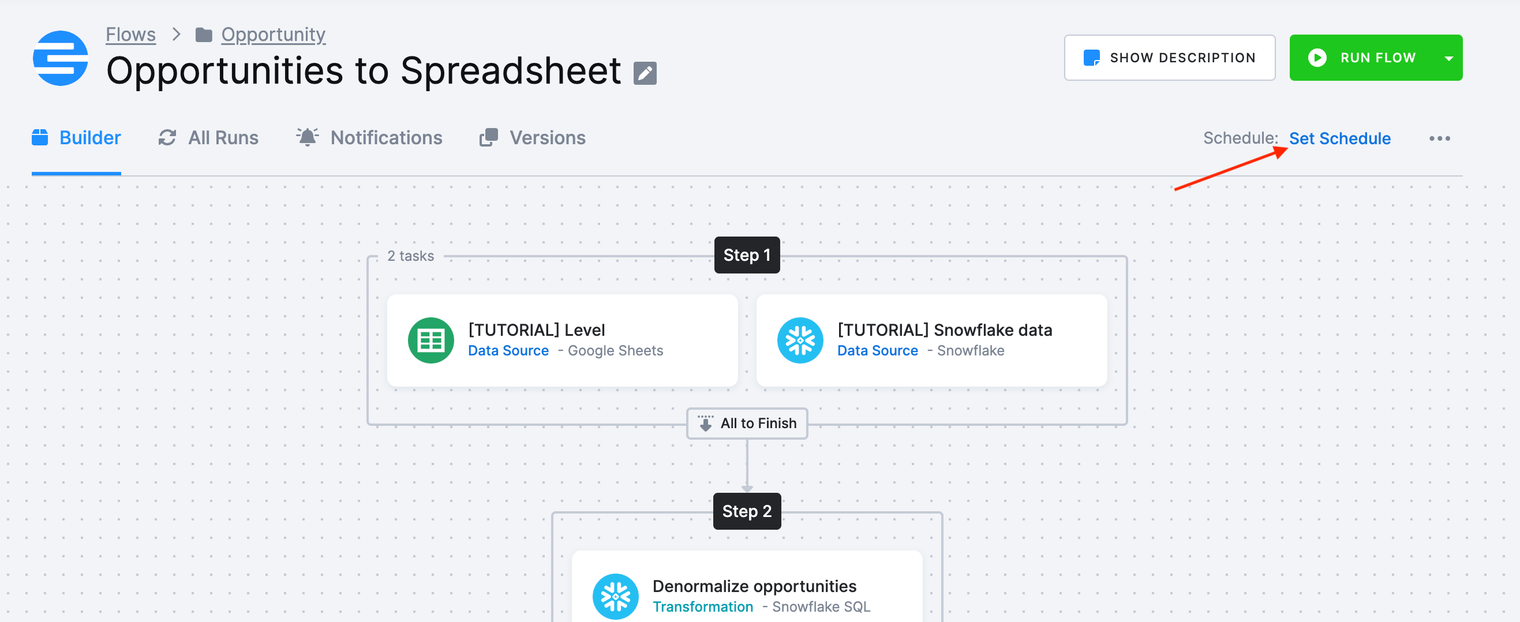 Flows > Opportunity
Opportunities to Spreadsheet
SHOW DESCRIPTION
RUN FLOW
Builder
All Runs
Notifications
Versions
Schedule: Set Schedule
2 tasks
Step 1
[TUTORIAL] Level
Data Source - Google Sheets
[TUTORIAL] Snowflake data
Data Source - Snowflake
All to Finish
Step 2
Denormalize opportunities
Transformation - Snowflake SQL